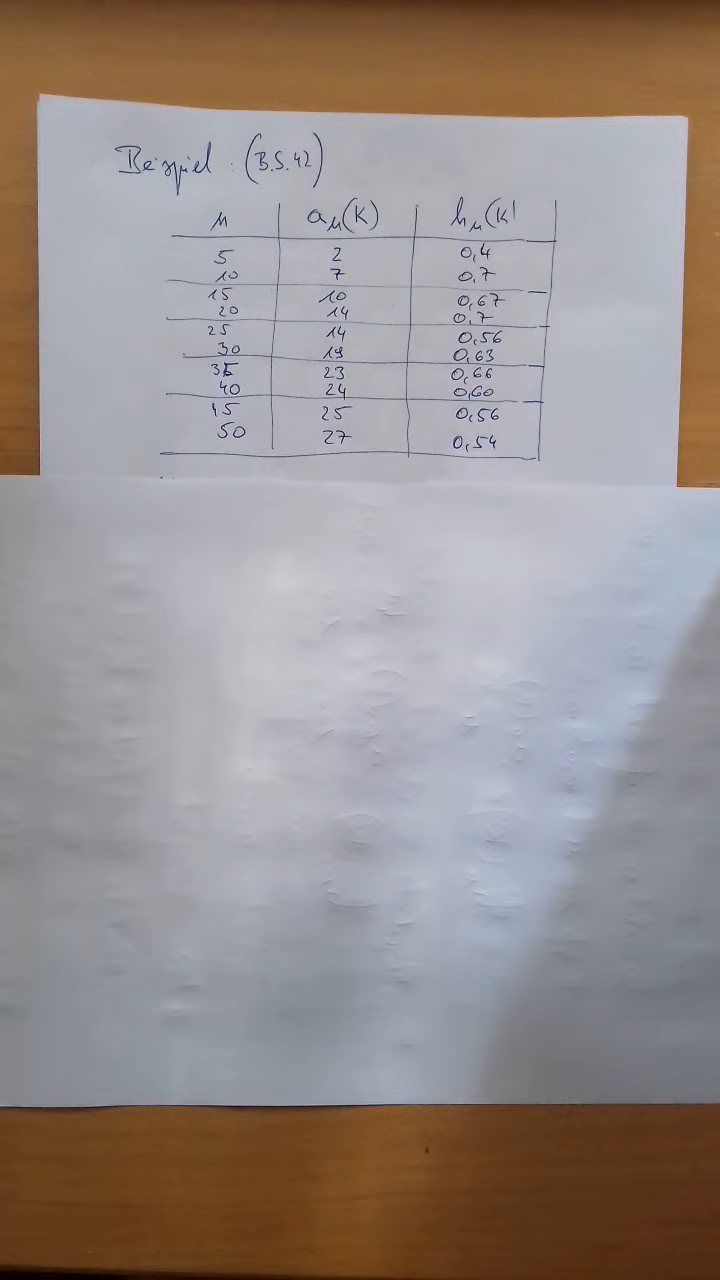 Beispiel : (B.S.42)
n aₙ(K) hₙ(K)
5 2 0,4
10 7 0,7
15 10 0,67
20 14 0,7
25 14 0,56
30 19 0,63
35 23 0,66
40 24 0,60
45 25 0,56
50 27 0,54